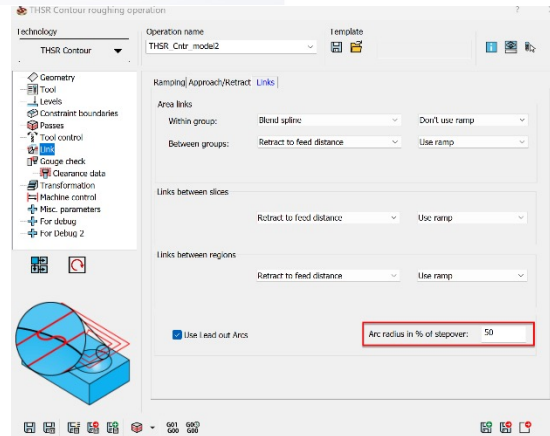 THSR Contour roughing operation
?
Technology
Operation name
Template
THSR Contour
THSR_Cntr_model2
Geometry
Tool
Levels
Constraint boundaries
Passes
Tool control
Link
Gouge check
Clearance data
Transformation
Machine control
Misc. parameters
For debug
For Debug 2
Ramping Approach/Retract Links
Area links
Within group: Blend spline Don't use ramp
Between groups: Retract to feed distance Use ramp
Links between slices
Retract to feed distance Use ramp
Links between regions
Retract to feed distance Use ramp
Use Lead out Arcs
Arc radius in % of stepover: 50
G01 G00
G00